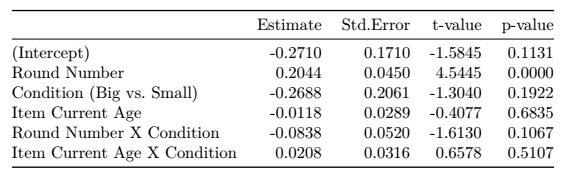 Estimate Std.Error t-value p-value
(Intercept) -0.2710 0.1710 -1.5845 0.1131
Round Number 0.2044 0.0450 4.5445 0.0000
Condition (Big vs. Small) -0.2688 0.2061 -1.3040 0.1922
Item Current Age -0.0118 0.0289 -0.4077 0.6835
Round Number X Condition -0.0838 0.0520 -1.6130 0.1067
Item Current Age X Condition 0.0208 0.0316 0.6578 0.5107